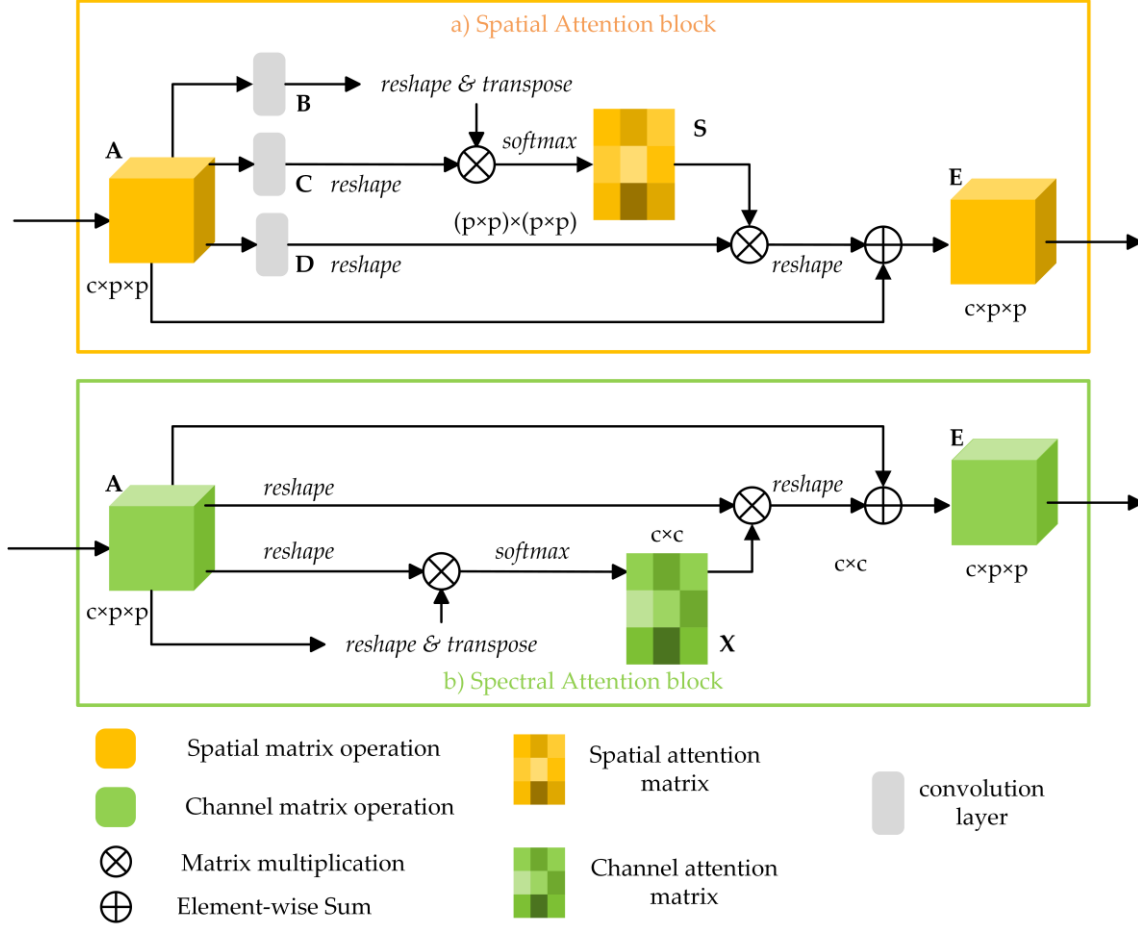 a) Spatial Attention block
reshape & transpose
B
softmax
S
A
C
reshape
E
(p×p)×(p×p)
D
reshape
reshape
c×p×p
c×p×p
E
A
reshape
reshape
c×c
reshape
softmax
c×c
c×p×p
c×p×p
reshape & transpose
X
b) Spectral Attention block
Spatial matrix operation
Channel matrix operation
Matrix multiplication
Element-wise Sum
Spatial attention
matrix
Channel attention
matrix
convolution
layer